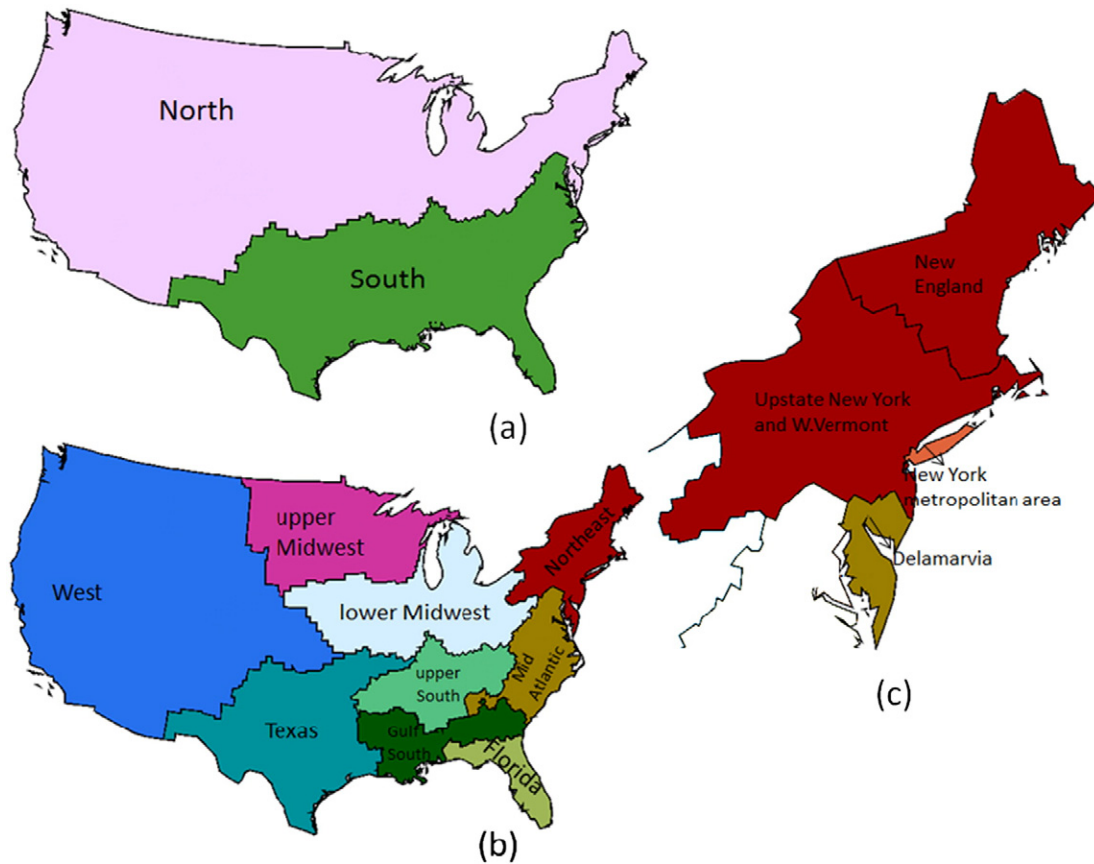 North
South
(a)
New
England
Upstate New York
and W.Vermont
New York
metropolitan area
Delamarvia
(c)
West
upper
Midwest
lower Midwest
Northeast
upper
South
Mid
Atlantic
Texas
Gulf
South
Florida
(b)